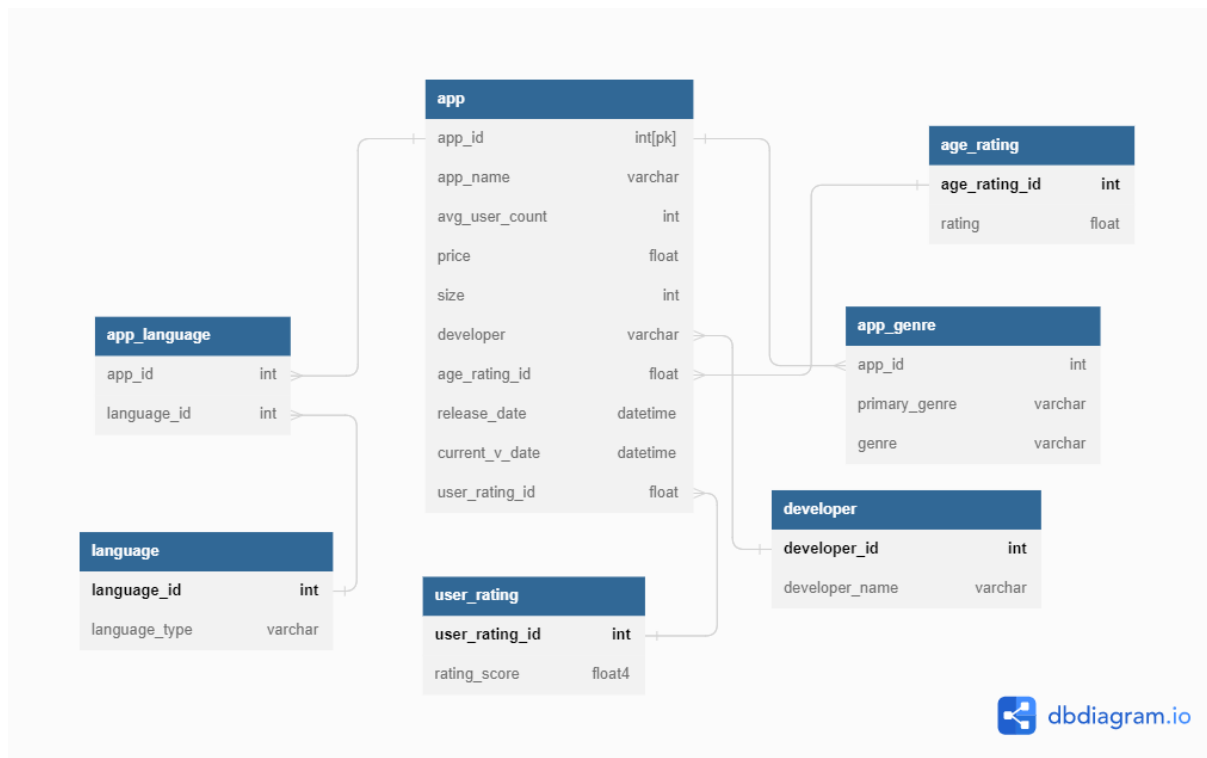 app
app_id int[pk]
app_name varchar
avg_user_count int
price float
size int
developer varchar
age_rating_id float
release_date datetime
current_v_date datetime
user_rating_id float
age_rating
age_rating_id int
rating float
app_language
app_id int
language_id int
app_genre
app_id int
primary_genre varchar
genre varchar
developer
developer_id int
developer_name varchar
language
language_id int
language_type varchar
user_rating
user_rating_id int
rating_score float4
dbdiagram.io